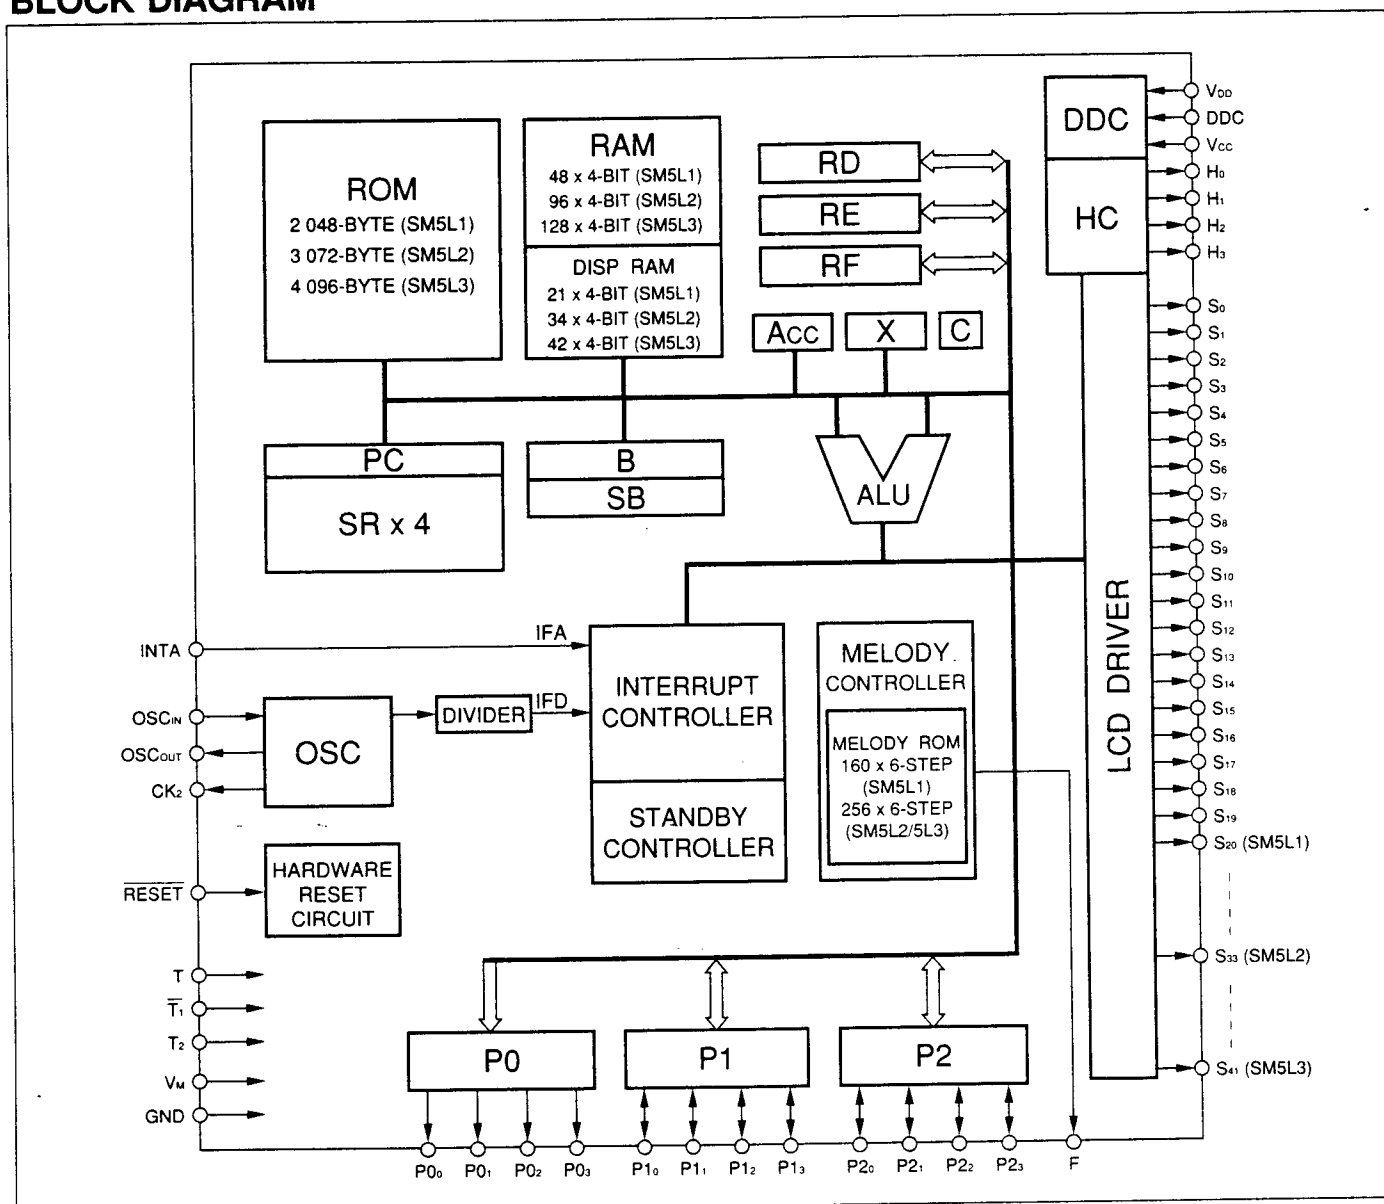 BLOCK DIAGRAM
ROM
2 048-BYTE (SM5L1)
3 072-BYTE (SM5L2)
4 096-BYTE (SM5L3)
RAM
48 x 4-BIT (SM5L1)
96 x 4-BIT (SM5L2)
128 x 4-BIT (SM5L3)
DISP RAM
21 x 4-BIT (SM5L1)
34 x 4-BIT (SM5L2)
42 x 4-BIT (SM5L3)
RD
RE
RF
ACC
X
C
PC
SR x 4
B
SB
ALU
DDC
HC
LCD DRIVER
VDD
DDC
VCC
H0
H1
H2
H3
S0
S1
S2
S3
S4
S5
S6
S7
S8
S9
S10
S11
S12
S13
S14
S15
S16
S17
S18
S19
S20 (SM5L1)
S33 (SM5L2)
S41 (SM5L3)
INTA
IFA
OSCIN
OSCOUT
CK2
OSC
DIVIDER
IFD
INTERRUPT
CONTROLLER
STANDBY
CONTROLLER
MELODY
CONTROLLER
MELODY ROM
160 x 6-STEP
(SM5L1)
256 x 6-STEP
(SM5L2/5L3)
RESET
HARDWARE
RESET
CIRCUIT
T
T1
T2
VM
GND
P0
P1
P2
P00
P01
P02
P03
P10
P11
P12
P13
P20
P21
P22
P23
F